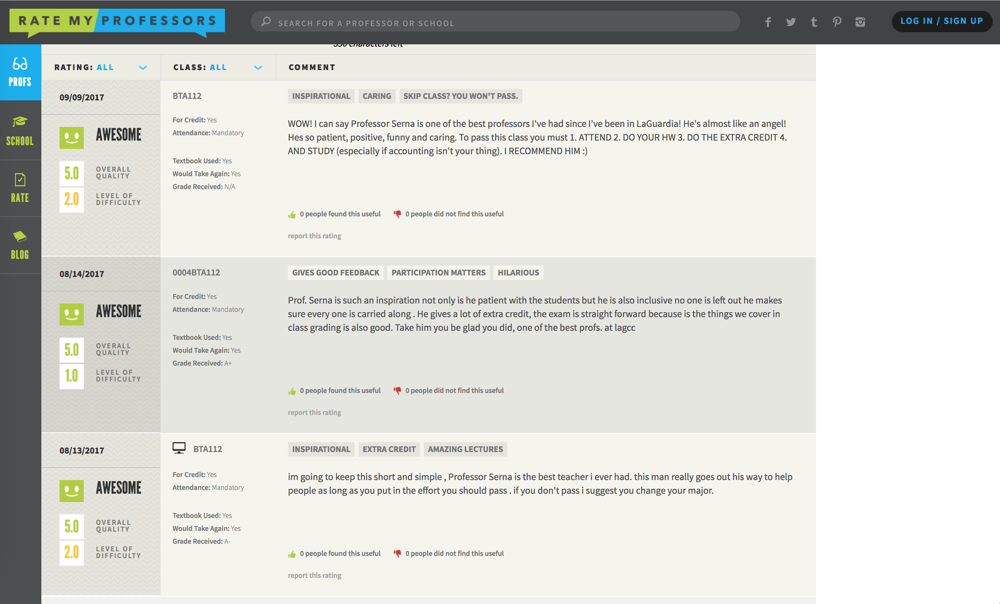 RATE MY PROFESSORS
SEARCH FOR A PROFESSOR OR SCHOOL
LOG IN / SIGN UP
PROFS
SCHOOL
RATE
BLOG
350 characters left
RATING: ALL
CLASS: ALL
COMMENT
09/09/2017
AWESOME
5.0
OVERALL
QUALITY
2.0
LEVEL OF
DIFFICULTY
BTA112
For Credit: Yes
Attendance: Mandatory
Textbook Used: Yes
Would Take Again: Yes
Grade Received: N/A
INSPIRATIONAL CARING SKIP CLASS? YOU WON'T PASS.
WOW! I can say Professor Serna is one of the best professors I've had since I've been in LaGuardia! He's almost like an angel!
Hes so patient, positive, funny and caring. To pass this class you must 1. ATTEND 2. DO YOUR HW 3. DO THE EXTRA CREDIT 4.
AND STUDY (especially if accounting isn't your thing). I RECOMMEND HIM :)
0 people found this useful 0 people did not find this useful
report this rating
08/14/2017
AWESOME
5.0
OVERALL
QUALITY
1.0
LEVEL OF
DIFFICULTY
0004BTA112
For Credit: Yes
Attendance: Mandatory
Textbook Used: Yes
Would Take Again: Yes
Grade Received: A+
GIVES GOOD FEEDBACK PARTICIPATION MATTERS HILARIOUS
Prof. Serna is such an inspiration not only is he patient with the students but he is also inclusive no one is left out he makes
sure every one is carried along . He gives a lot of extra credit, the exam is straight forward because is the things we cover in
class grading is also good. Take him you be glad you did, one of the best profs. at lagcc
0 people found this useful 0 people did not find this useful
report this rating
08/13/2017
AWESOME
5.0
OVERALL
QUALITY
2.0
LEVEL OF
DIFFICULTY
BTA112
For Credit: Yes
Attendance: Mandatory
Textbook Used: Yes
Would Take Again: Yes
Grade Received: A-
INSPIRATIONAL EXTRA CREDIT AMAZING LECTURES
im going to keep this short and simple , Professor Serna is the best teacher i ever had. this man really goes out his way to help
people as long as you put in the effort you should pass . if you don't pass i suggest you change your major.
0 people found this useful 0 people did not find this useful
report this rating